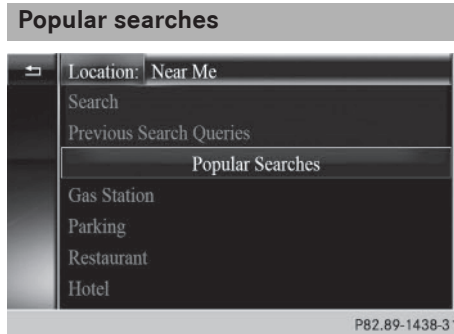 Popular searches
Location: Near Me
Search
Previous Search Queries
Popular Searches
Gas Station
Parking
Restaurant
Hotel
P82.89-1438-31